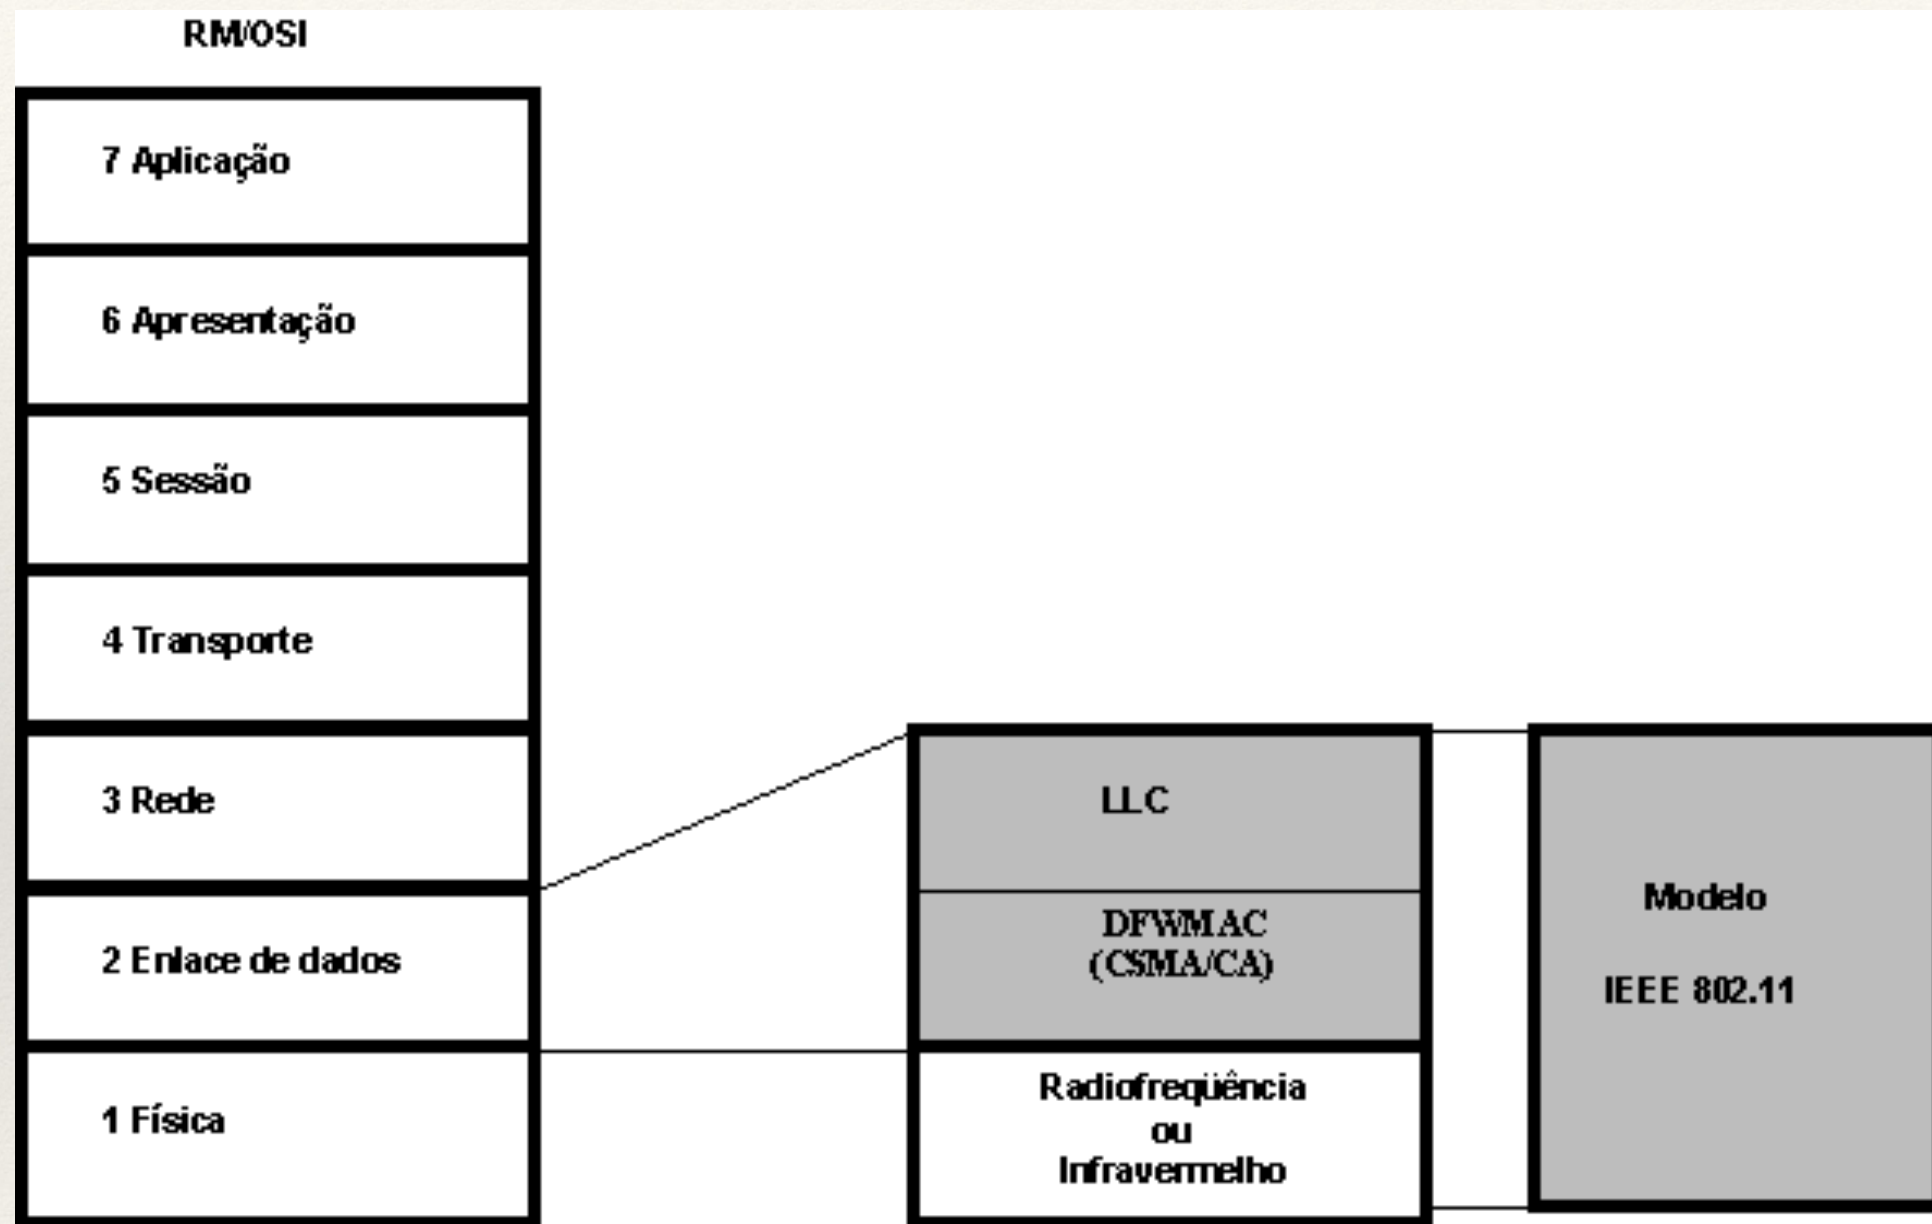 RM/OSI
7 Aplicação
6 Apresentação
5 Sessão
4 Transporte
3 Rede
2 Enlace de dados
1 Física
LLC
DFWMAC
(CSMA/CA)
Radiofreqüência
ou
Infravermelho
Modelo
IEEE 802.11